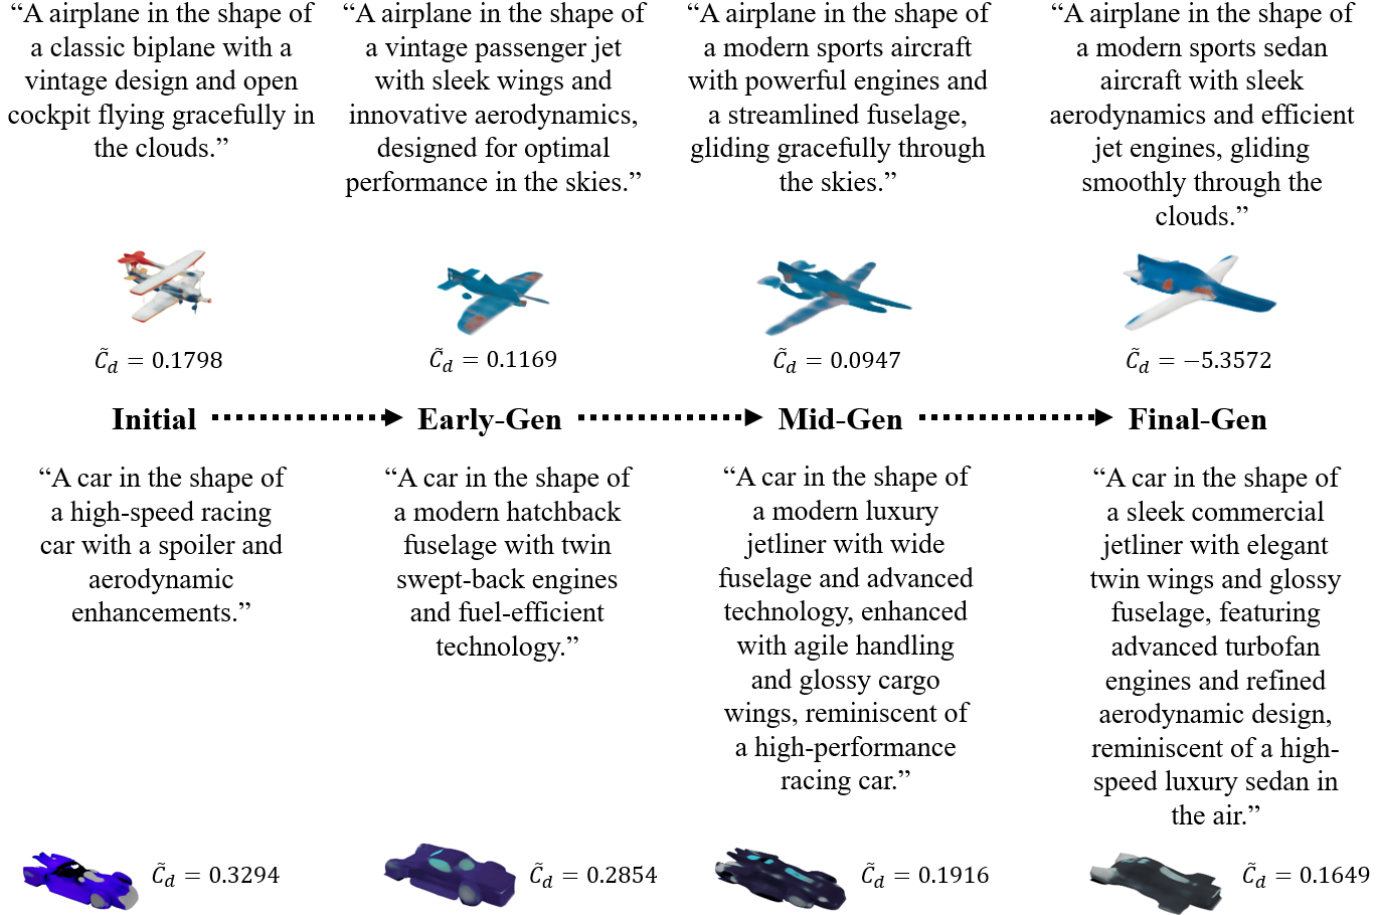 “A airplane in the shape of
a classic biplane with a
vintage design and open
cockpit flying gracefully in
the clouds.”
“A airplane in the shape of
a vintage passenger jet
with sleek wings and
innovative aerodynamics,
designed for optimal
performance in the skies.”
“A airplane in the shape of
a modern sports aircraft
with powerful engines and
a streamlined fuselage,
gliding gracefully through
the skies.”
“A airplane in the shape of
a modern sports sedan
aircraft with sleek
aerodynamics and efficient
jet engines, gliding
smoothly through the
clouds.”
C̃d = 0.1798
C̃d = 0.1169
C̃d = 0.0947
C̃d = −5.3572
Initial
Early-Gen
Mid-Gen
Final-Gen
“A car in the shape of
a high-speed racing
car with a spoiler and
aerodynamic
enhancements.”
“A car in the shape of
a modern hatchback
fuselage with twin
swept-back engines
and fuel-efficient
technology.”
“A car in the shape of
a modern luxury
jetliner with wide
fuselage and advanced
technology, enhanced
with agile handling
and glossy cargo
wings, reminiscent of
a high-performance
racing car.”
“A car in the shape of
a sleek commercial
jetliner with elegant
twin wings and glossy
fuselage, featuring
advanced turbofan
engines and refined
aerodynamic design,
reminiscent of a high-
speed luxury sedan in
the air.”
C̃d = 0.3294
C̃d = 0.2854
C̃d = 0.1916
C̃d = 0.1649